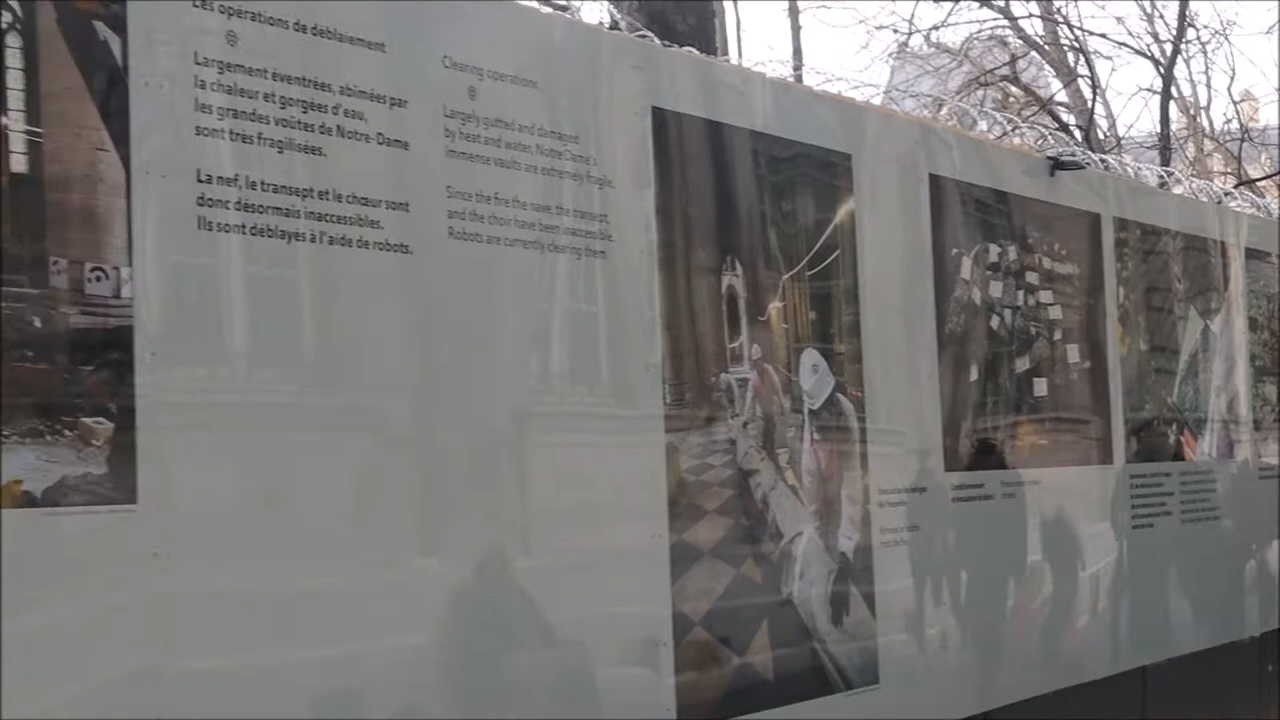 Les opérations de déblaiement
Largement éventrées, abîmées par
la chaleur et gorgées d'eau,
les grandes voûtes de Notre-Dame
sont très fragilisées.
La nef, le transept et le chœur sont
donc désormais inaccessibles.
Ils sont déblayés à l'aide de robots.
Clearing operations
Largely gutted and damaged
by heat and water, Notre Dame's
immense vaults are extremely fragile.
Since the fire the nave, the transept,
and the choir have been inaccessible.
Robots are currently clearing them.